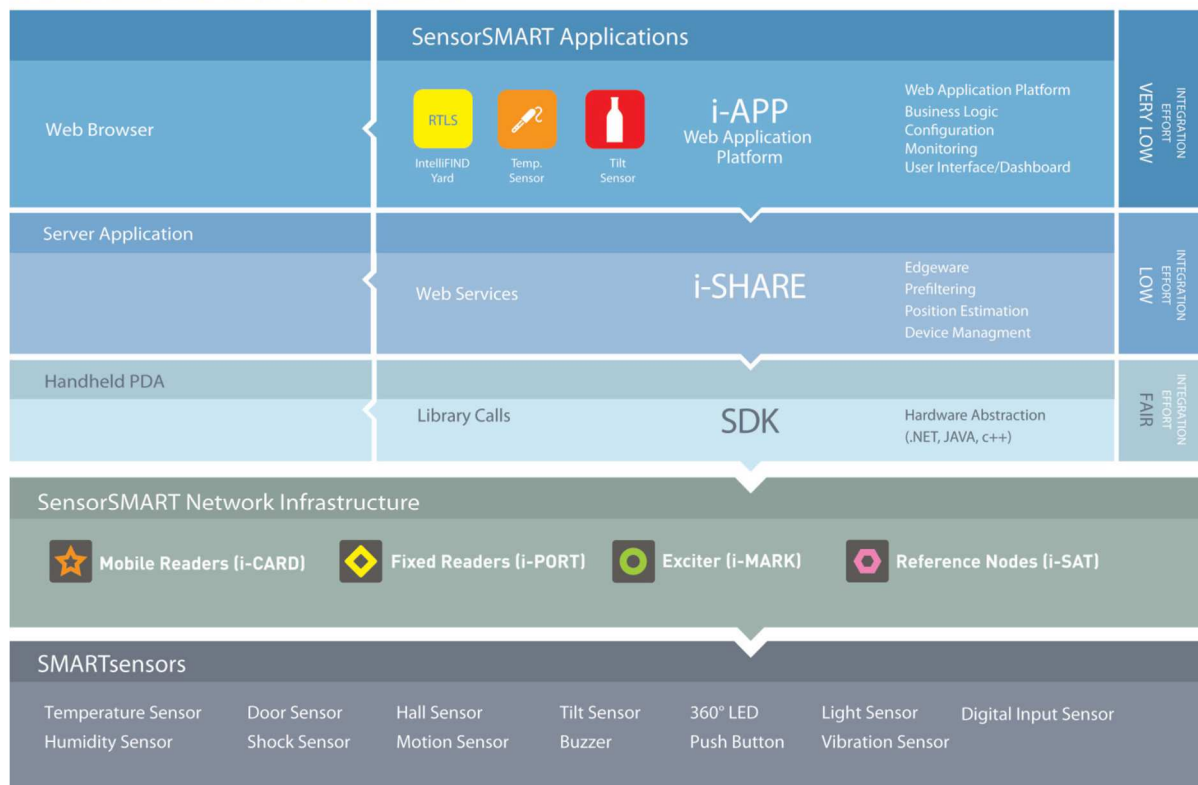 SensorSMART Applications
Web Browser
RTLS
IntelliFIND
Yard
Temp.
Sensor
Tilt
Sensor
i-APP
Web Application
Platform
Web Application Platform
Business Logic
Configuration
Monitoring
User Interface/Dashboard
INTEGRATION
EFFORT
VERY LOW
Server Application
Web Services
i-SHARE
Edgeware
Prefiltering
Position Estimation
Device Managment
INTEGRATION
EFFORT
LOW
Handheld PDA
Library Calls
SDK
Hardware Abstraction
(.NET, JAVA, c++)
INTEGRATION
EFFORT
FAIR
SensorSMART Network Infrastructure
Mobile Readers (i-CARD)
Fixed Readers (i-PORT)
Exciter (i-MARK)
Reference Nodes (i-SAT)
SMARTsensors
Temperature Sensor
Door Sensor
Hall Sensor
Tilt Sensor
360° LED
Light Sensor
Digital Input Sensor
Humidity Sensor
Shock Sensor
Motion Sensor
Buzzer
Push Button
Vibration Sensor